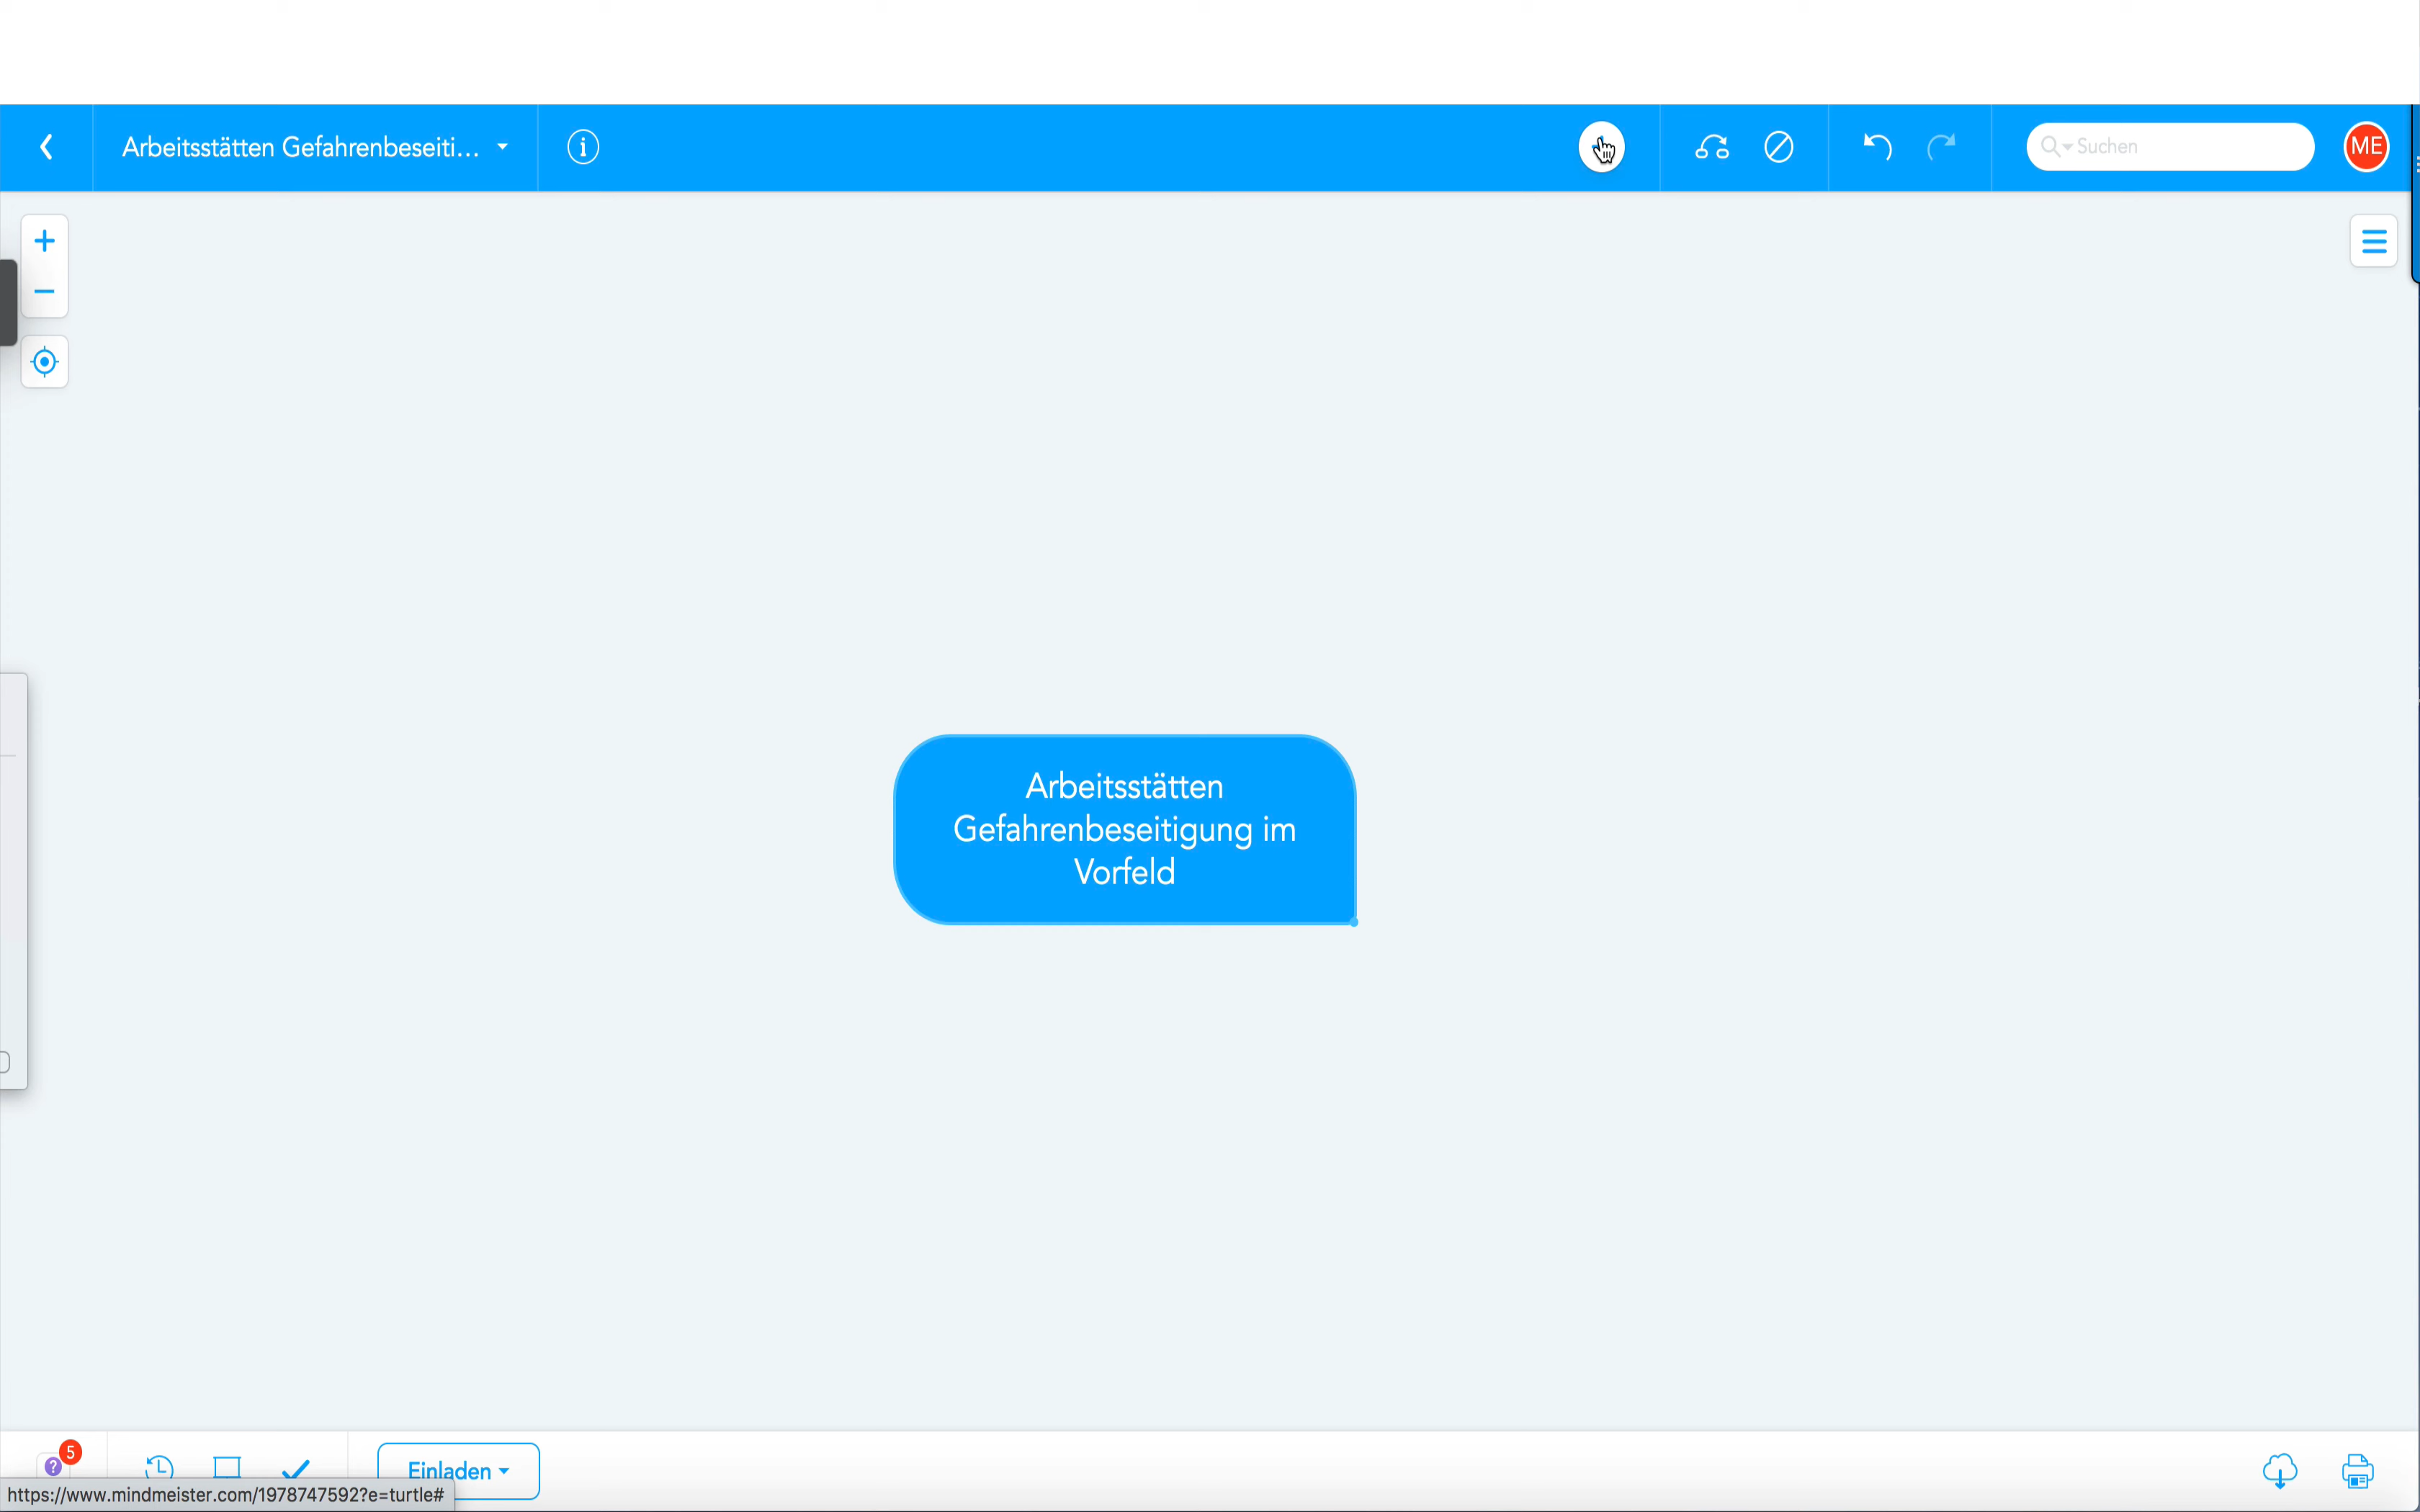 Arbeitsstätten Gefahrenbeseiti...
Suchen
ME
Arbeitsstätten
Gefahrenbeseitigung im
Vorfeld
5
?
Einladen
https://www.mindmeister.com/1978747592?e=turtle#